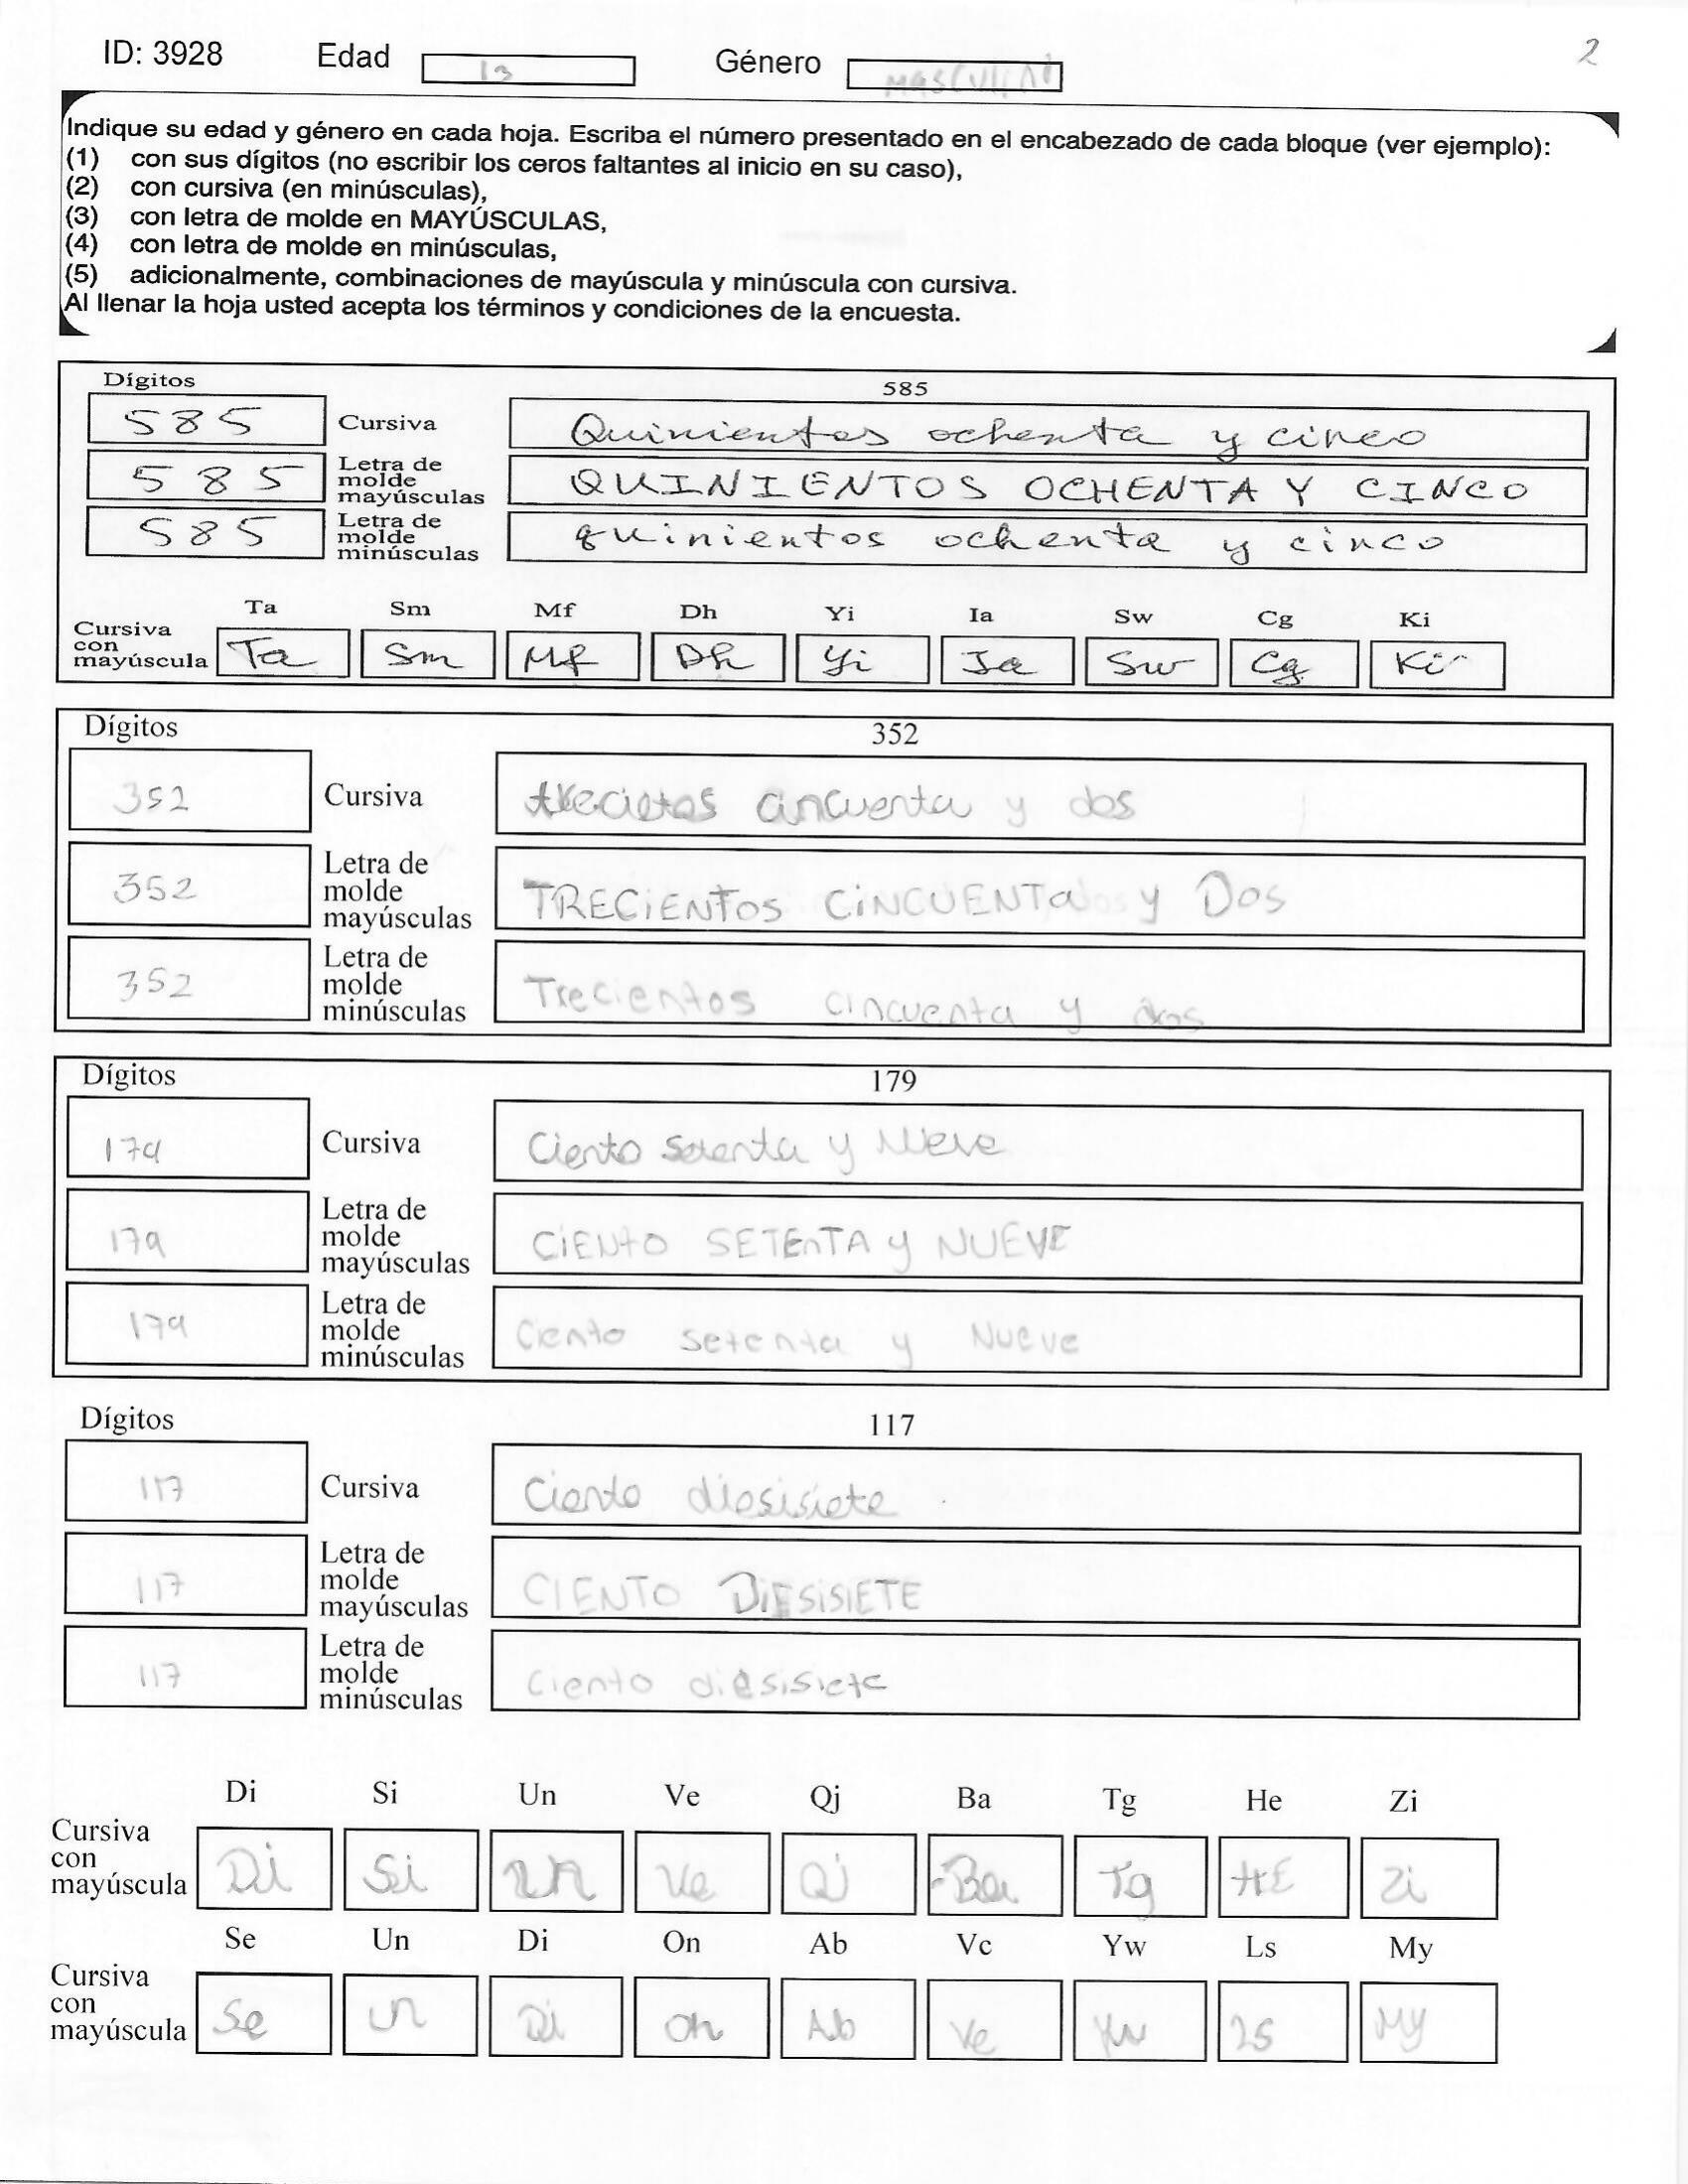 ID: 3928 Edad 13 Género MASCULINO 2
Indique su edad y género en cada hoja. Escriba el número presentado en el encabezado de cada bloque (ver ejemplo):
(1) con sus dígitos (no escribir los ceros faltantes al inicio en su caso),
(2) con cursiva (en minúsculas),
(3) con letra de molde en MAYÚSCULAS,
(4) con letra de molde en minúsculas,
(5) adicionalmente, combinaciones de mayúscula y minúscula con cursiva.
Al llenar la hoja usted acepta los términos y condiciones de la encuesta.
Dígitos 585
585 Cursiva Quinientos ochenta y cinco
585 Letra de molde mayúsculas QUINIENTOS OCHENTA Y CINCO
585 Letra de molde minúsculas quinientos ochenta y cinco
Ta Sm Mf Dh Yi Ia Sw Cg Ki
Cursiva con mayúscula Ta Sm Mf Dh Yi Ia Sw Cg Ki
Dígitos 352
352 Cursiva trecietos cincuenta y dos
352 Letra de molde mayúsculas TRECiENTos CiNCUENTa y Dos
352 Letra de molde minúsculas Trecientos cincuenta y dos
Dígitos 179
179 Cursiva Ciento setenta y Nueve
179 Letra de molde mayúsculas CiENtO SETEnTA y NUEVE
179 Letra de molde minúsculas Ciento setenta y Nueve
Dígitos 117
117 Cursiva Ciento diesisiete
117 Letra de molde mayúsculas CIENTO DiESiSIETE
117 Letra de molde minúsculas Ciento diesisiete
Di Si Un Ve Qj Ba Tg He Zi
Cursiva con mayúscula Di Si Un Ve Qj Ba Tg HE Zi
Se Un Di On Ab Vc Yw Ls My
Cursiva con mayúscula Se Un Di On Ab Ve Yw Ls My